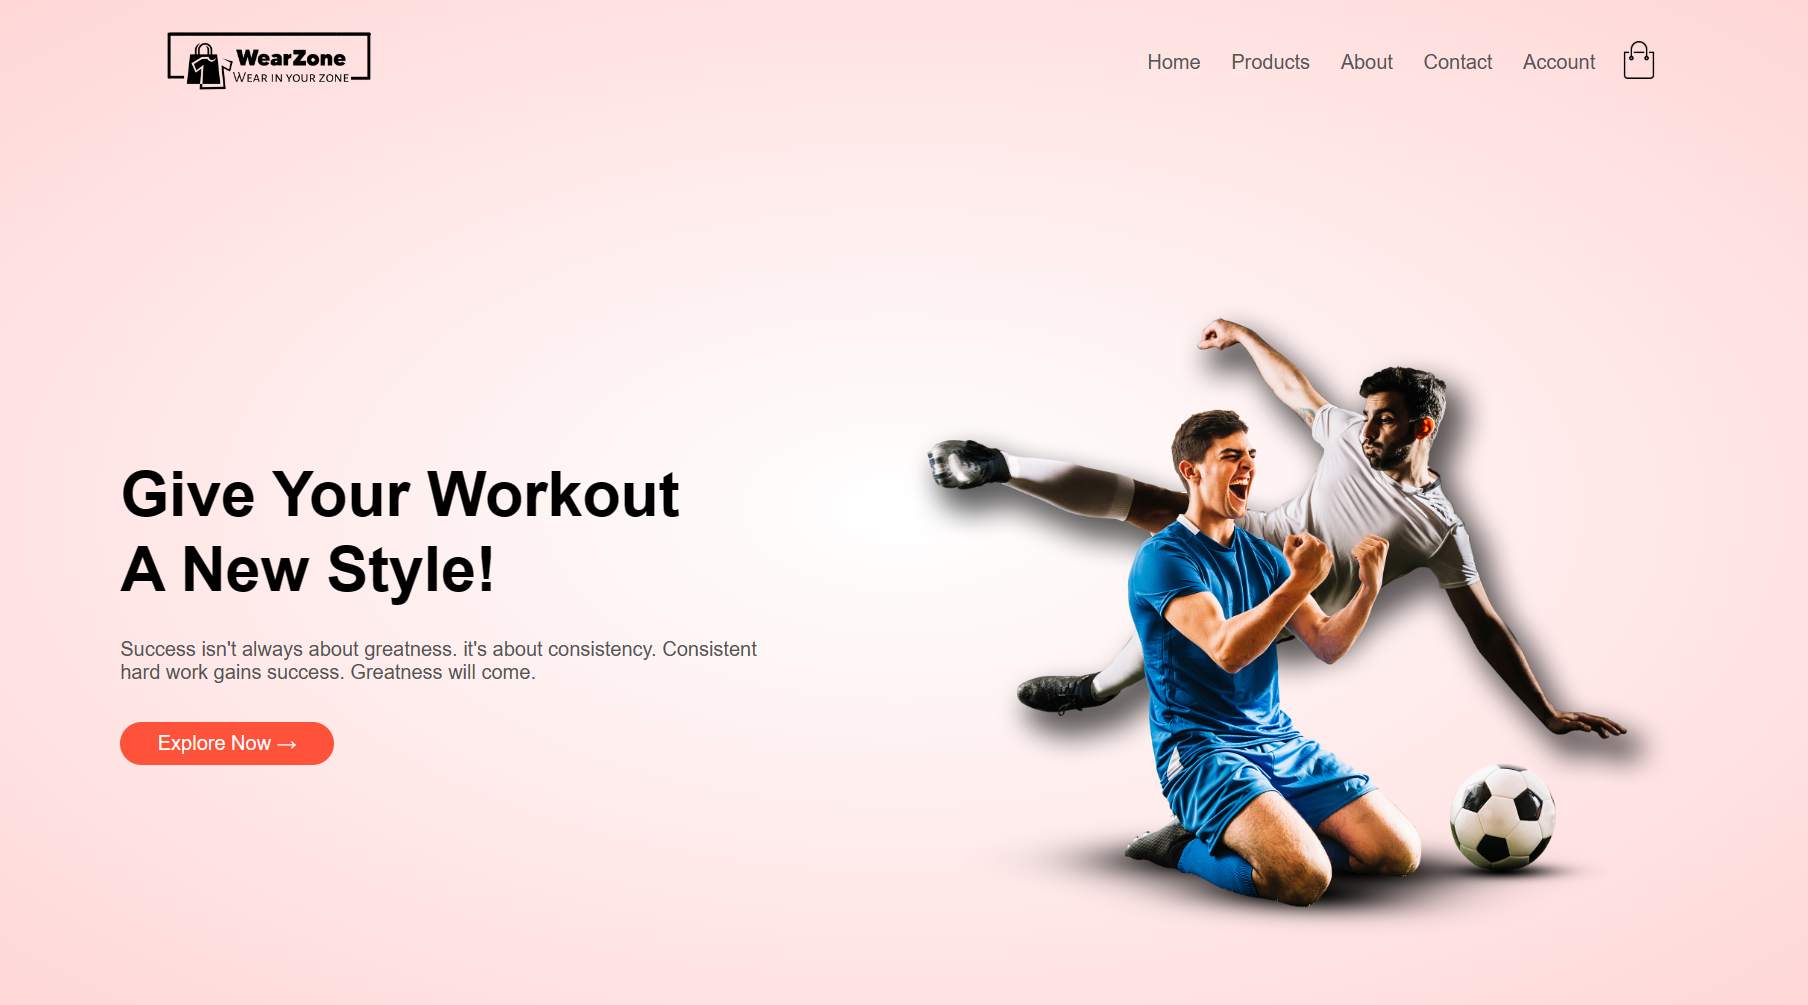 WearZone
WEAR IN YOUR ZONE
Home Products About Contact Account
Give Your Workout
A New Style!
Success isn't always about greatness. it's about consistency. Consistent
hard work gains success. Greatness will come.
Explore Now →